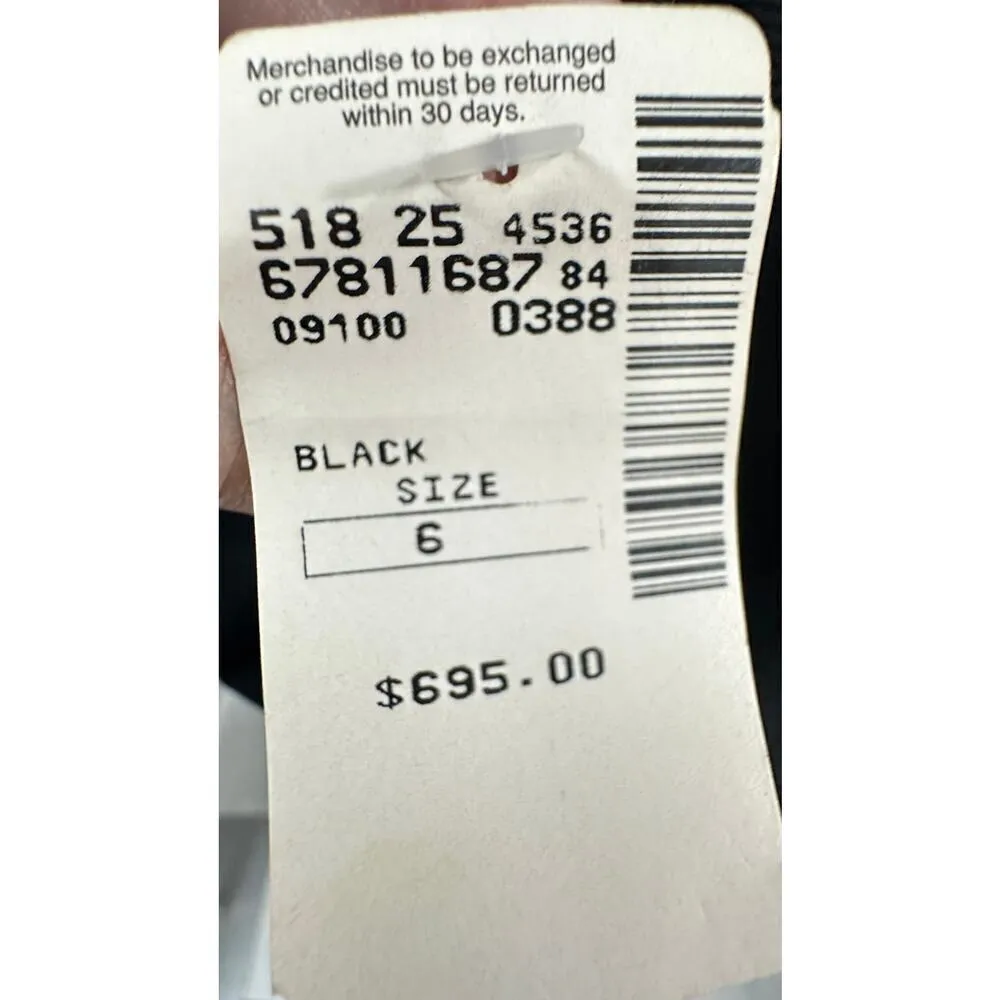 Merchandise to be exchanged
or credited must be returned
within 30 days.
518 25 4536
67811687 84
09100 0388
BLACK
SIZE
6
$695.00